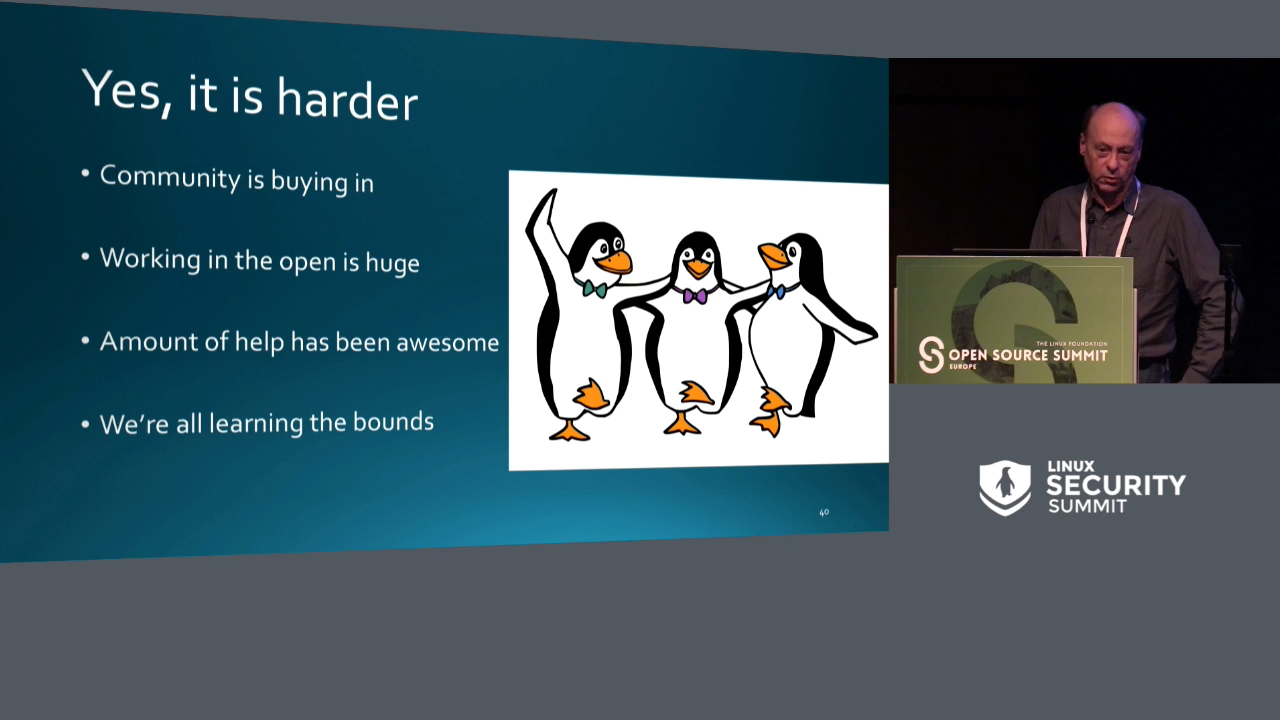 Yes, it is harder
• Community is buying in
• Working in the open is huge
• Amount of help has been awesome
• We’re all learning the bounds
40
THE LINUX FOUNDATION
OPEN SOURCE SUMMIT
EUROPE
LINUX
SECURITY
SUMMIT